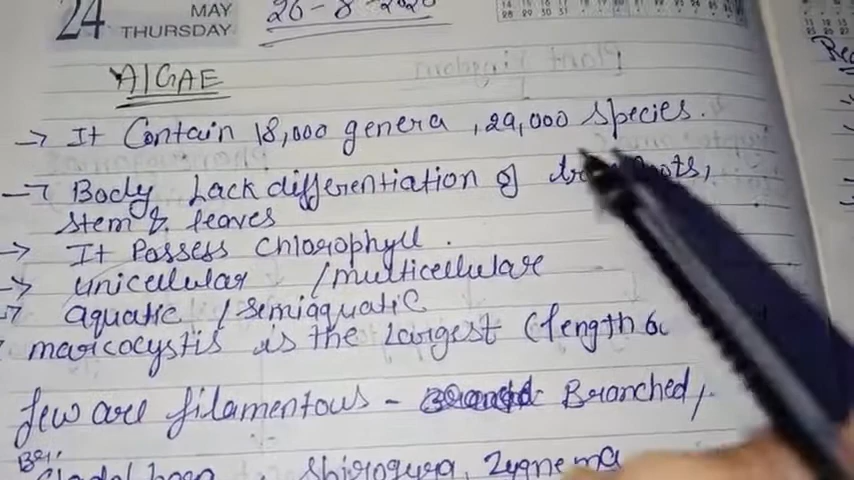 24 MAY
THURSDAY
26-8-2020
ALGAE
→ It Contain 18,000 genera, 29,000 species.
→ Body Lack differentiation of roots,
stem & leaves
→ It Possess Chlorophyll.
→ unicellular /multicellulare
→ aquatic /semiaquatic
marcocystis is the Largest (length 6
few are filamentous - Branched,
Spirogyra, Zygnema